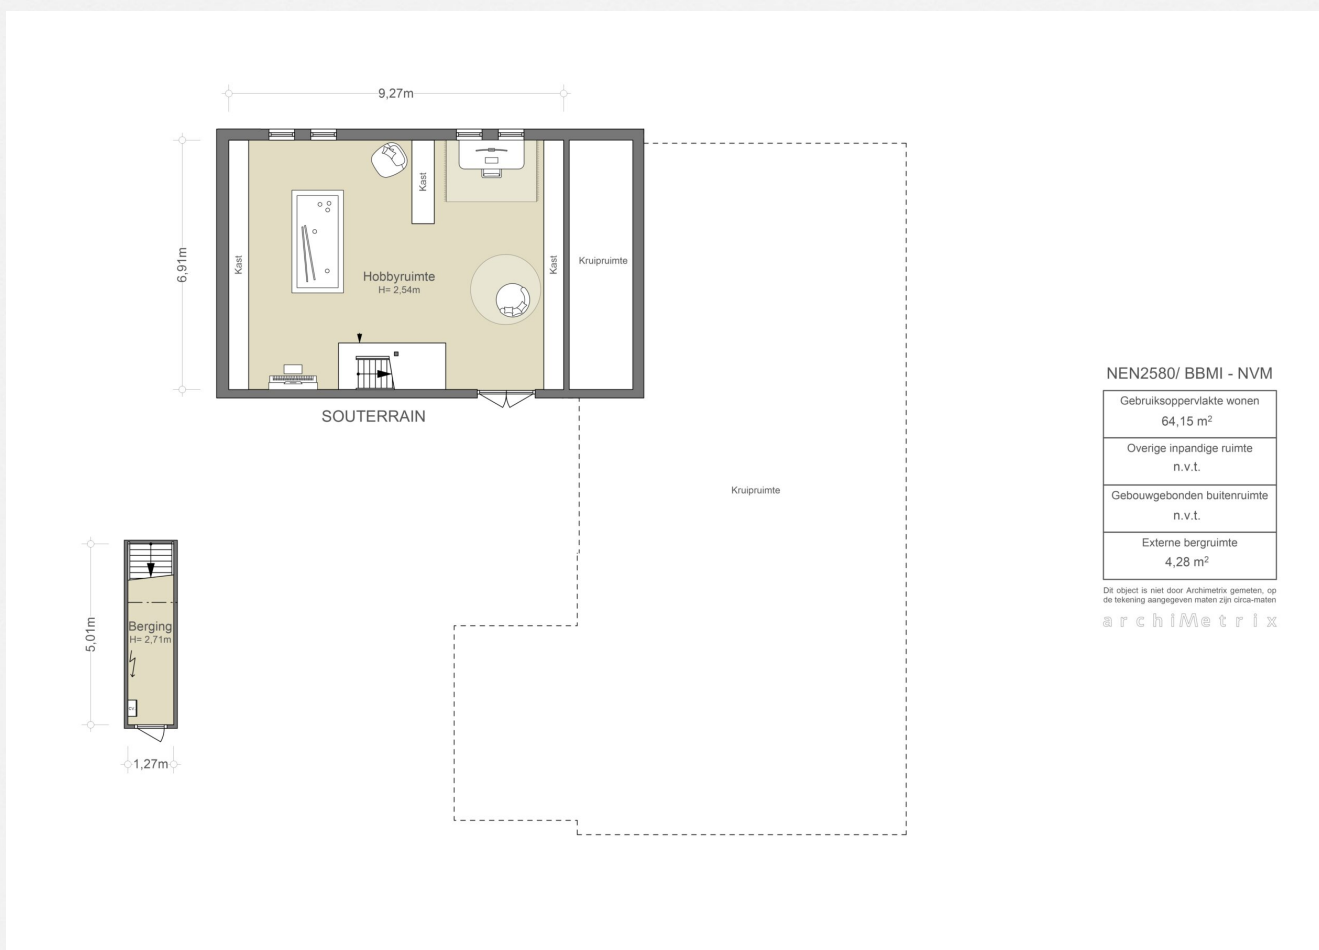 9,27m
6,91m
Kast
Kast
Kast
Kruipruimte
Hobbyruimte
H= 2,54m
SOUTERRAIN
Kruipruimte
5,01m
Berging
H= 2,71m
1,27m
NEN2580/ BBMI - NVM
Gebruiksoppervlakte wonen
64,15 m²
Overige inpandige ruimte
n.v.t.
Gebouwgebonden buitenruimte
n.v.t.
Externe bergruimte
4,28 m²
Dit object is niet door Archimetrix gemeten, op
de tekening aangegeven maten zijn circa-maten
archiMetrix